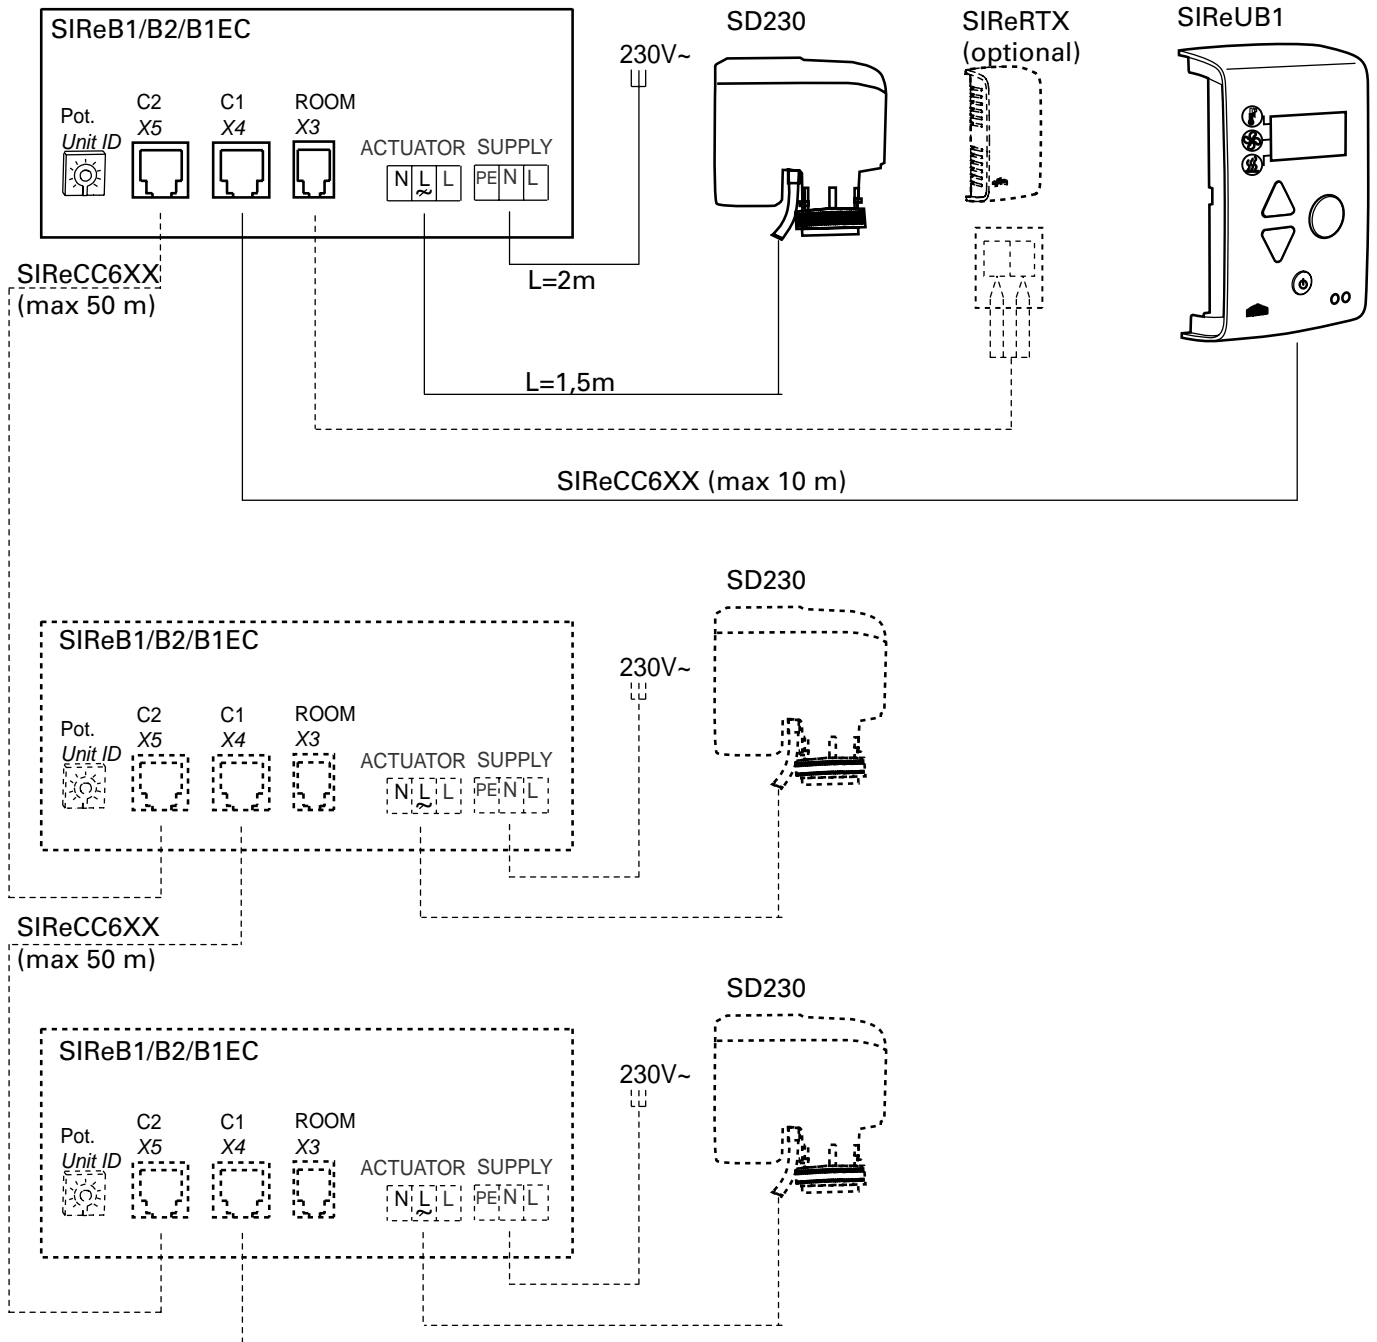 SIReB1/B2/B1EC
SD230
SIReRTX
(optional)
SIReUB1
230V~
Pot.
Unit ID
C2
X5
C1
X4
ROOM
X3
ACTUATOR SUPPLY
N L L PE N L
~
SIReCC6XX
(max 50 m)
L=2m
L=1,5m
SIReCC6XX (max 10 m)
SD230
SIReB1/B2/B1EC
230V~
Pot.
Unit ID
C2
X5
C1
X4
ROOM
X3
ACTUATOR SUPPLY
N L L PE N L
~
SIReCC6XX
(max 50 m)
SD230
SIReB1/B2/B1EC
230V~
Pot.
Unit ID
C2
X5
C1
X4
ROOM
X3
ACTUATOR SUPPLY
N L L PE N L
~